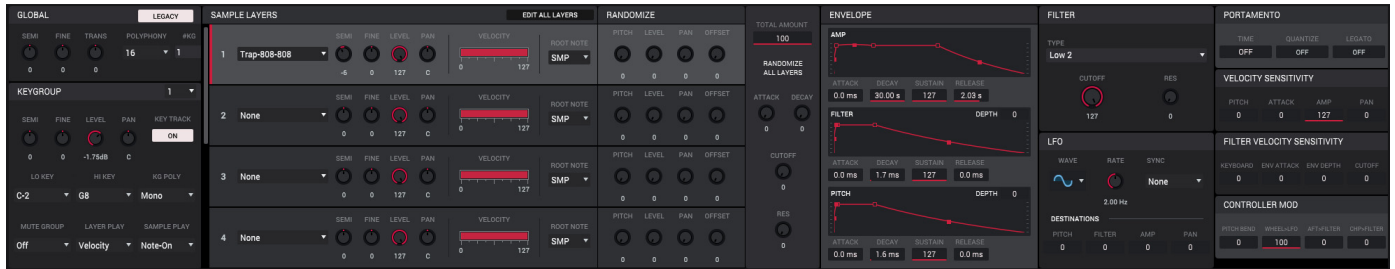 GLOBAL LEGACY
SEMI FINE TRANS POLYPHONY #KG
16 1
0 0 0
KEYGROUP 1
SEMI FINE LEVEL PAN KEY TRACK
ON
0 0 -1.75dB C
LO KEY HI KEY KG POLY
C-2 G8 Mono
MUTE GROUP LAYER PLAY SAMPLE PLAY
Off Velocity Note-On
SAMPLE LAYERS EDIT ALL LAYERS
SEMI FINE LEVEL PAN VELOCITY ROOT NOTE
1 Trap-808-808 SMP
-6 0 127 C 0 127
SEMI FINE LEVEL PAN VELOCITY ROOT NOTE
2 None SMP
0 0 127 C 0 127
SEMI FINE LEVEL PAN VELOCITY ROOT NOTE
3 None SMP
0 0 127 C 0 127
SEMI FINE LEVEL PAN VELOCITY ROOT NOTE
4 None SMP
0 0 127 C 0 127
RANDOMIZE
PITCH LEVEL PAN OFFSET
0 0 0 0
PITCH LEVEL PAN OFFSET
0 0 0 0
PITCH LEVEL PAN OFFSET
0 0 0 0
PITCH LEVEL PAN OFFSET
0 0 0 0
TOTAL AMOUNT
100
RANDOMIZE
ALL LAYERS
ATTACK DECAY
0 0
CUTOFF
0
RES
0
ENVELOPE
AMP
ATTACK DECAY SUSTAIN RELEASE
0.0 ms 30.00 s 127 2.03 s
FILTER DEPTH 0
ATTACK DECAY SUSTAIN RELEASE
0.0 ms 1.7 ms 127 0.0 ms
PITCH DEPTH 0
ATTACK DECAY SUSTAIN RELEASE
0.0 ms 1.6 ms 127 0.0 ms
FILTER
TYPE
Low 2
CUTOFF RES
127 0
LFO
WAVE RATE SYNC
None
2.00 Hz
DESTINATIONS
PITCH FILTER AMP PAN
0 0 0 0
PORTAMENTO
TIME QUANTIZE LEGATO
OFF OFF OFF
VELOCITY SENSITIVITY
PITCH ATTACK AMP PAN
0 0 127 0
FILTER VELOCITY SENSITIVITY
KEYBOARD ENV ATTACK ENV DEPTH CUTOFF
0 0 0 0
CONTROLLER MOD
PITCH BEND WHEEL>LFO AFT>FILTER CHP>FILTER
0 100 0 0